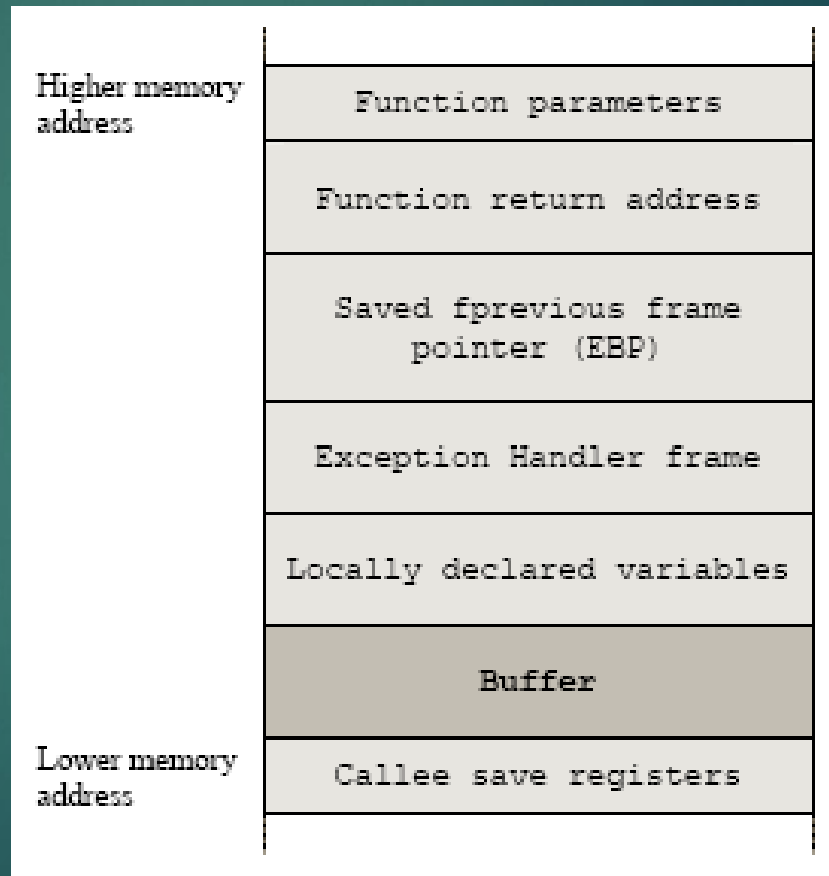 Higher memory
address
Function parameters
Function return address
Saved fprevious frame
pointer (EBP)
Exception Handler frame
Locally declared variables
Buffer
Lower memory
address
Callee save registers